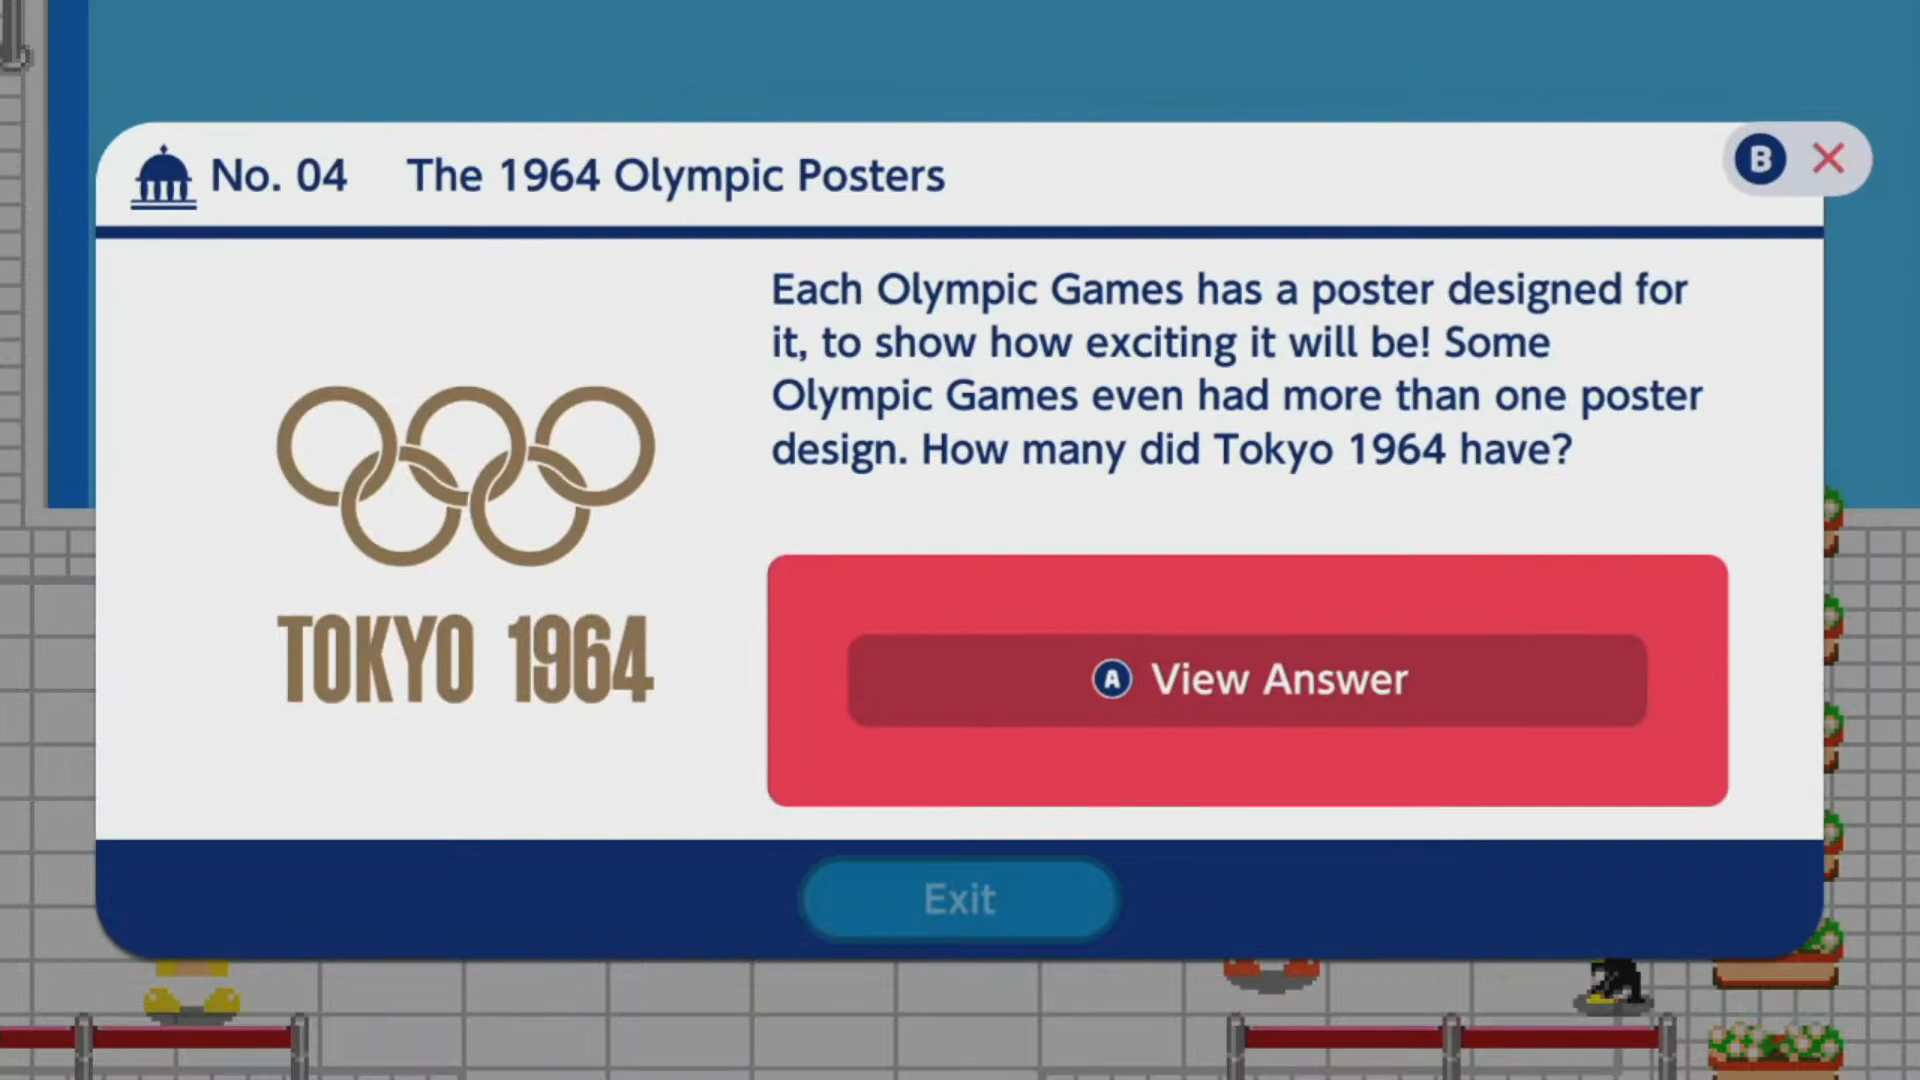 No. 04 The 1964 Olympic Posters
B
Each Olympic Games has a poster designed for
it, to show how exciting it will be! Some
Olympic Games even had more than one poster
design. How many did Tokyo 1964 have?
TOKYO 1964
A View Answer
Exit